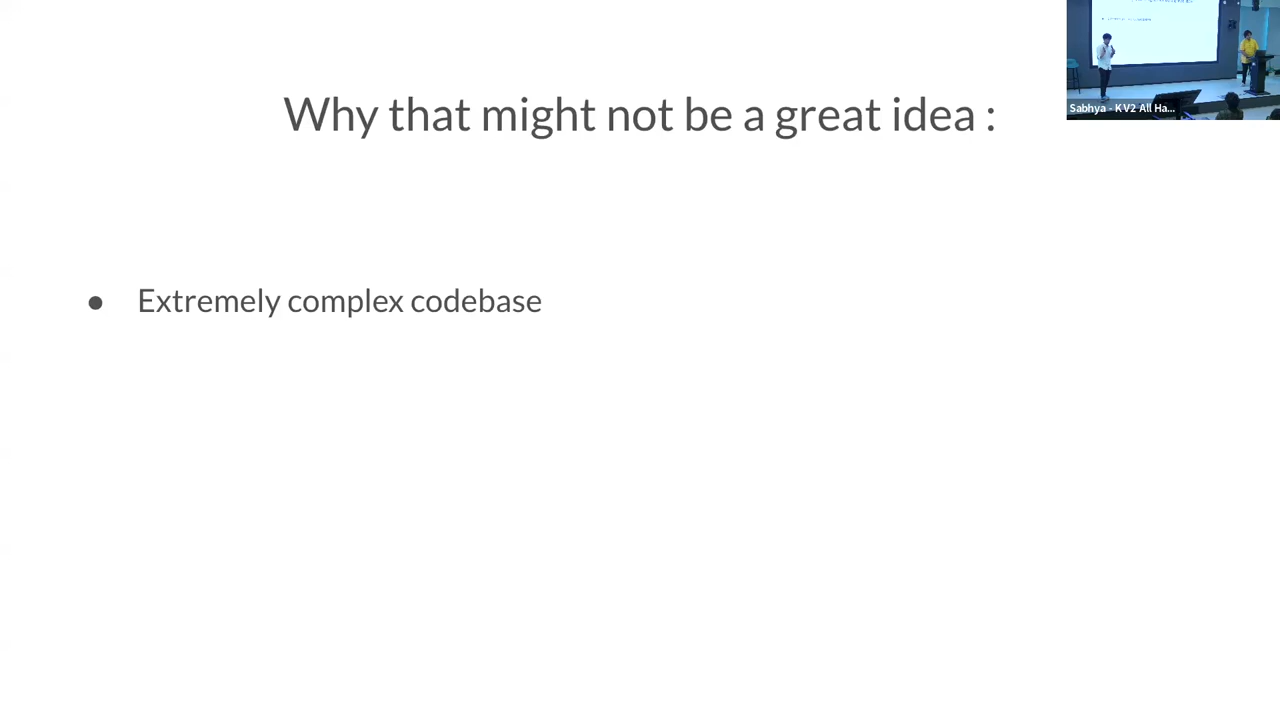 Why that might not be a great idea :
● Extremely complex codebase
Sabhya - KV2 All Ha...